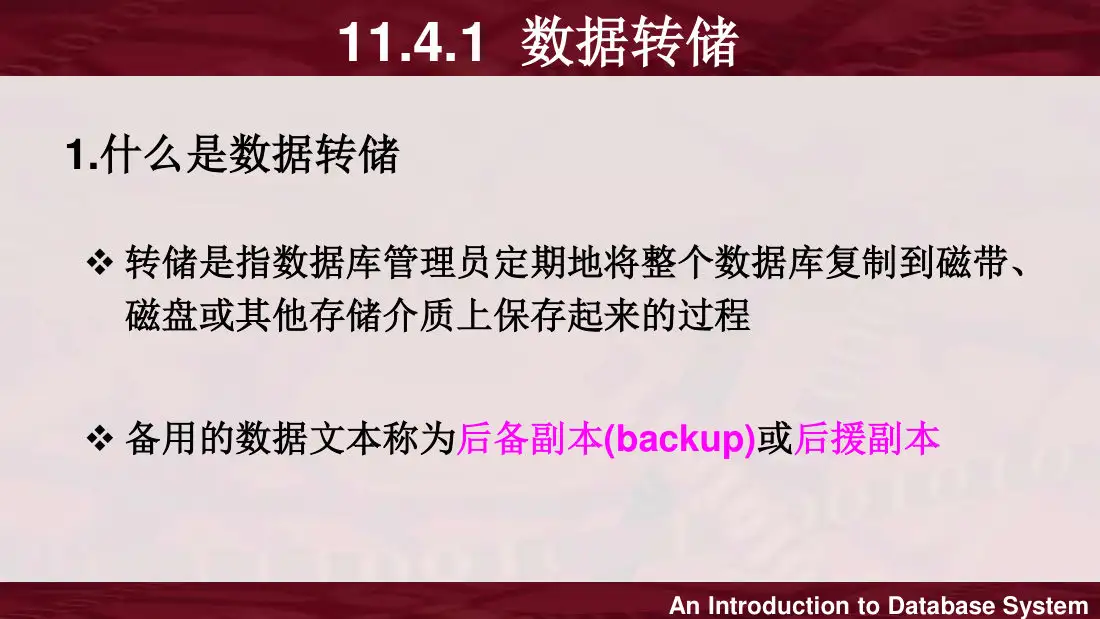 11.4.1 数据转储
1.什么是数据转储
❖ 转储是指数据库管理员定期地将整个数据库复制到磁带、
磁盘或其他存储介质上保存起来的过程
❖ 备用的数据文本称为后备副本(backup)或后援副本
An Introduction to Database System